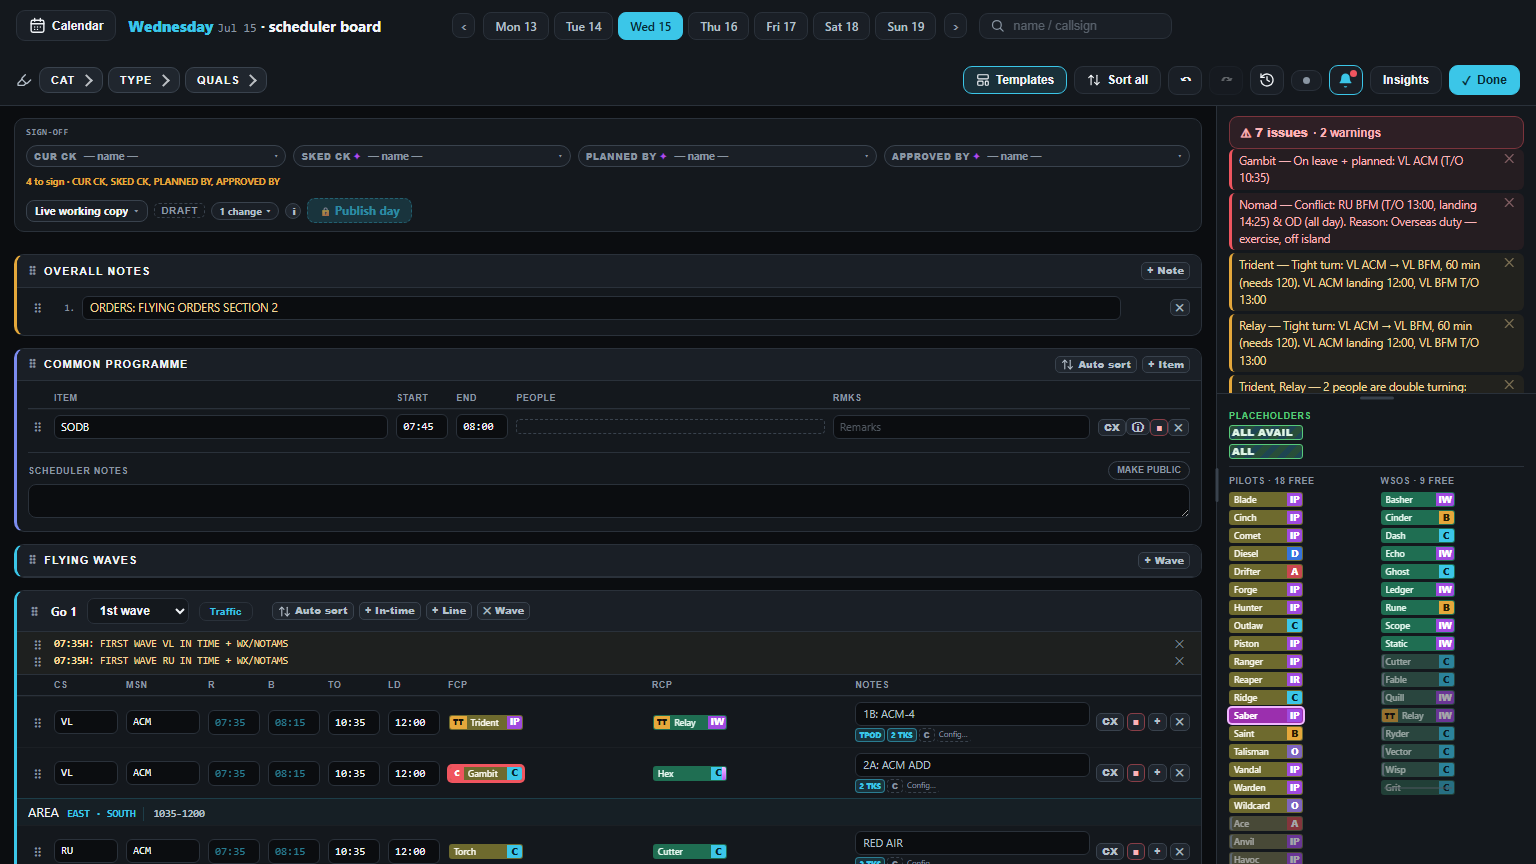 Calendar
Wednesday Jul 15 · scheduler board
‹ Mon 13 Tue 14 Wed 15 Thu 16 Fri 17 Sat 18 Sun 19 ›
name / callsign
CAT TYPE QUALS
Templates Sort all Insights ✓ Done
SIGN-OFF
CUR CK — name —
SKED CK ✦ — name —
PLANNED BY ✦ — name —
APPROVED BY ✦ — name —
4 to sign · CUR CK, SKED CK, PLANNED BY, APPROVED BY
Live working copy DRAFT 1 change i Publish day
OVERALL NOTES + Note
1. ORDERS: FLYING ORDERS SECTION 2
COMMON PROGRAMME Auto sort + Item
ITEM START END PEOPLE RMKS
SODB 07:45 08:00 Remarks CX
SCHEDULER NOTES MAKE PUBLIC
FLYING WAVES + Wave
Go 1 1st wave Traffic Auto sort + In-time + Line X Wave
07:35H: FIRST WAVE VL IN TIME + WX/NOTAMS
07:35H: FIRST WAVE RU IN TIME + WX/NOTAMS
CS MSN R B TO LD FCP RCP NOTES
VL ACM 07:35 08:15 10:35 12:00 TT Trident IP TT Relay IW 1B: ACM-4 CX
TPOD 2 TKS C Config...
VL ACM 07:35 08:15 10:35 12:00 C Gambit C Hex C 2A: ACM ADD CX
2 TKS C Config...
AREA EAST · SOUTH 1035-1200
RU ACM 07:35 08:15 10:35 12:00 Torch C Cutter C RED AIR CX
2 TKS C Config...
⚠ 7 issues · 2 warnings
Gambit — On leave + planned: VL ACM (T/O
10:35)
Nomad — Conflict: RU BFM (T/O 13:00, landing
14:25) & OD (all day). Reason: Overseas duty —
exercise, off island
Trident — Tight turn: VL ACM → VL BFM, 60 min
(needs 120). VL ACM landing 12:00, VL BFM T/O
13:00
Relay — Tight turn: VL ACM → VL BFM, 60 min
(needs 120). VL ACM landing 12:00, VL BFM T/O
13:00
Trident, Relay — 2 people are double turning:
PLACEHOLDERS
ALL AVAIL
ALL
PILOTS · 18 FREE
Blade IP
Cinch IP
Comet IP
Diesel D
Drifter A
Forge IP
Hunter IP
Outlaw C
Piston IP
Ranger IP
Reaper IR
Ridge C
Saber IP
Saint B
Talisman O
Vandal IP
Warden IP
Wildcard O
Ace A
Anvil IP
Havoc IP
WSOS · 9 FREE
Basher IW
Cinder B
Dash C
Echo IW
Ghost C
Ledger IW
Rune B
Scope IW
Static IW
Cutter C
Fable C
Quill IW
TT Relay IW
Ryder C
Vector C
Wisp C
Grit C